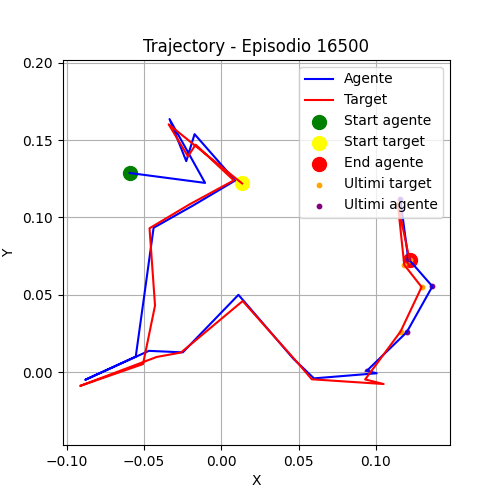 Trajectory - Episodio 16500
Agente
Target
Start agente
Start target
End agente
Ultimi target
Ultimi agente
0.20
0.15
0.10
0.05
0.00
Y
−0.10
−0.05
0.00
0.05
0.10
X